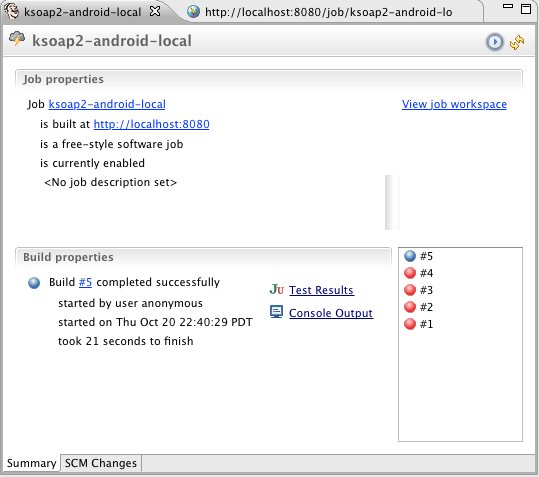 ksoap2-android-local
http://localhost:8080/job/ksoap2-android-lo
ksoap2-android-local
Job properties
Job ksoap2-android-local
View job workspace
is built at http://localhost:8080
is a free-style software job
is currently enabled
<No job description set>
Build properties
Build #5 completed successfully
started by user anonymous
started on Thu Oct 20 22:40:29 PDT
took 21 seconds to finish
JU Test Results
Console Output
#5
#4
#3
#2
#1
Summary
SCM Changes